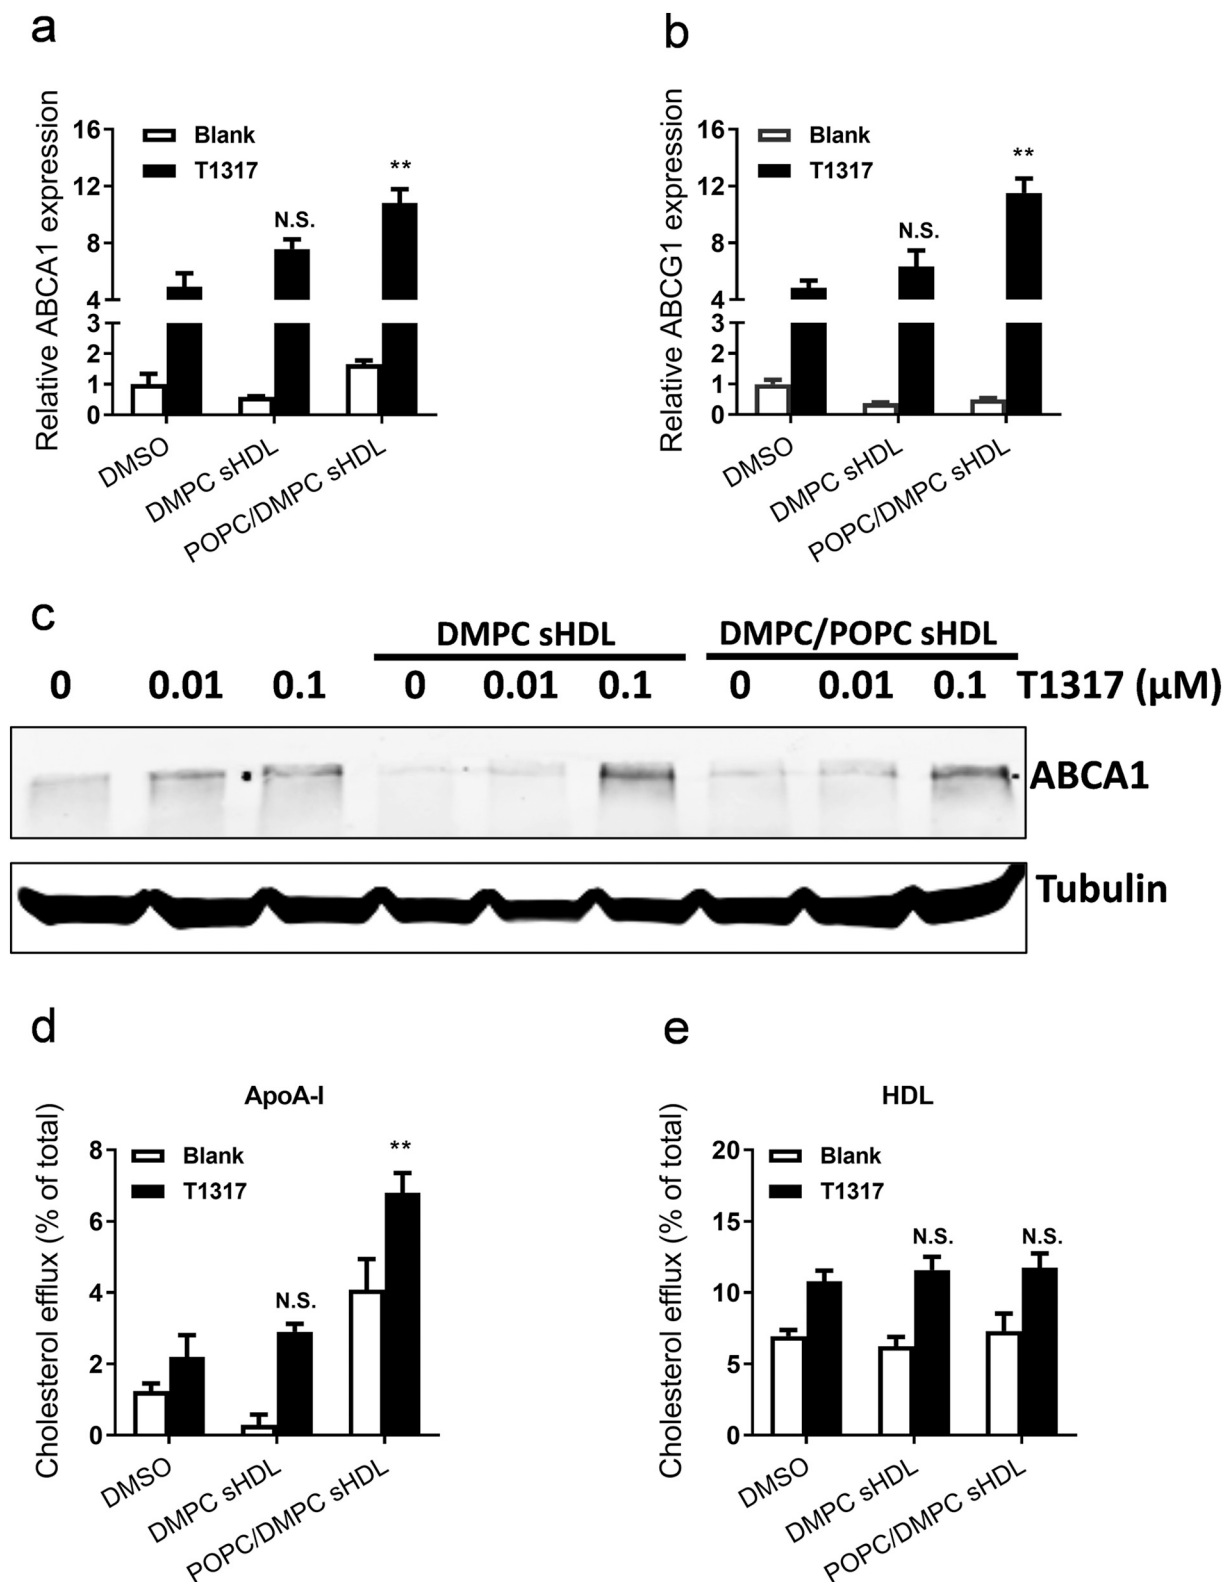 a
Relative ABCA1 expression
16
12
8
4
3
2
1
0
Blank
T1317
N.S.
**
DMSO
DMPC sHDL
POPC/DMPC sHDL
b
Relative ABCG1 expression
16
12
8
4
3
2
1
0
Blank
T1317
N.S.
**
DMSO
DMPC sHDL
POPC/DMPC sHDL
c
DMPC sHDL DMPC/POPC sHDL
0 0.01 0.1 0 0.01 0.1 0 0.01 0.1 T1317 (µM)
ABCA1
Tubulin
d
ApoA-I
Cholesterol efflux (% of total)
8
6
4
2
0
Blank
T1317
N.S.
**
DMSO
DMPC sHDL
POPC/DMPC sHDL
e
HDL
Cholesterol efflux (% of total)
20
15
10
5
0
Blank
T1317
N.S.
N.S.
DMSO
DMPC sHDL
POPC/DMPC sHDL